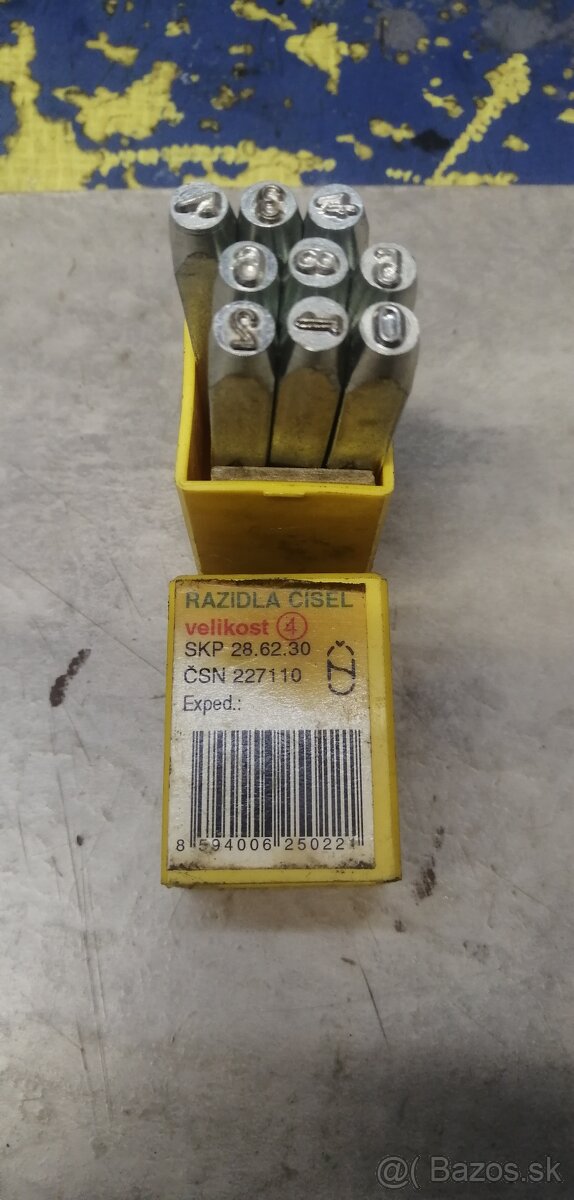 RAZIDLA ČÍSEL
velikost 4
SKP 28.62.30
ČSN 227110
Exped.:
8 594006 250221
@( Bazos.sk